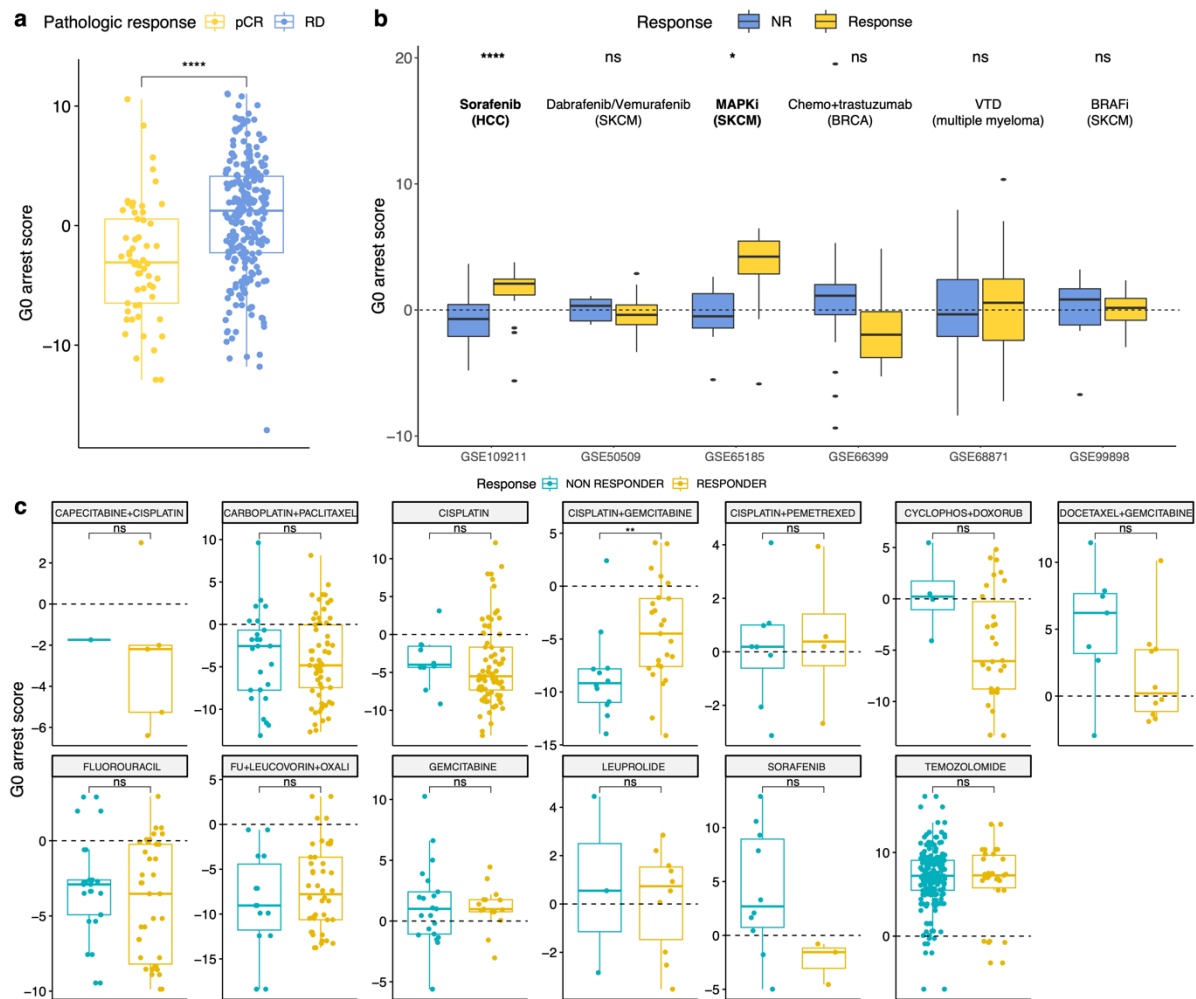 a
Pathologic response pCR RD
****
10
0
−10
G0 arrest score
b
Response NR Response
20
10
0
−10
G0 arrest score
**** ns * ns ns ns
Sorafenib Dabrafenib/Vemurafenib MAPKi Chemo+trastuzumab VTD BRAFi
(HCC) (SKCM) (SKCM) (BRCA) (multiple myeloma) (SKCM)
GSE109211 GSE50509 GSE65185 GSE66399 GSE68871 GSE99898
c
Response NON RESPONDER RESPONDER
G0 arrest score
CAPECITABINE+CISPLATIN
ns
2
0
−2
−4
−6
CARBOPLATIN+PACLITAXEL
ns
10
5
0
−5
−10
CISPLATIN
ns
10
5
0
−5
−10
CISPLATIN+GEMCITABINE
**
5
0
−5
−10
−15
CISPLATIN+PEMETREXED
ns
4
2
0
−2
CYCLOPHOS+DOXORUB
ns
5
0
−5
−10
DOCETAXEL+GEMCITABINE
ns
10
5
0
FLUOROURACIL
ns
0
−5
−10
FU+LEUCOVORIN+OXALI
ns
5
0
−5
−10
−15
GEMCITABINE
ns
10
5
0
−5
LEUPROLIDE
ns
4
2
0
−2
SORAFENIB
ns
10
5
0
−5
TEMOZOLOMIDE
ns
10
0